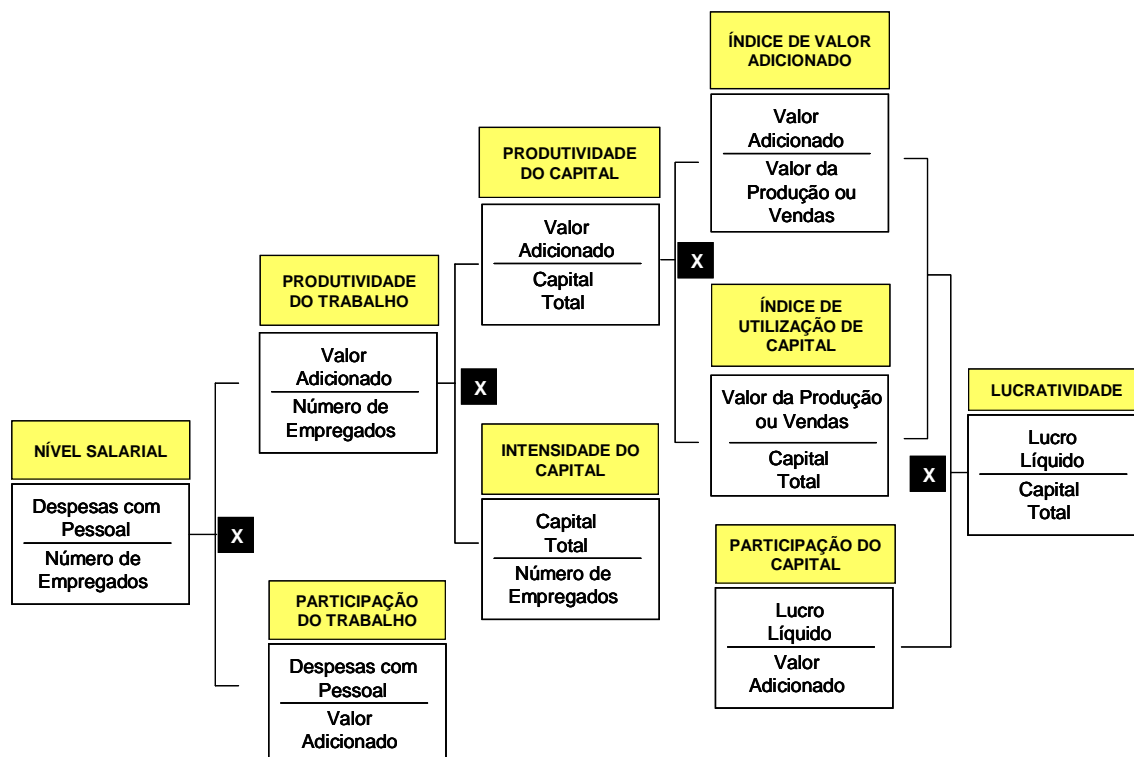 ÍNDICE DE VALOR
ADICIONADO
Valor
Adicionado
Valor da
Produção ou
Vendas
PRODUTIVIDADE
DO CAPITAL
Valor
Adicionado
Capital
Total
X
PRODUTIVIDADE
DO TRABALHO
Valor
Adicionado
Número de
Empregados
X
ÍNDICE DE
UTILIZAÇÃO DE
CAPITAL
Valor da Produção
ou Vendas
Capital
Total
LUCRATIVIDADE
Lucro
Líquido
Capital
Total
X
NÍVEL SALARIAL
Despesas com
Pessoal
Número de
Empregados
X
INTENSIDADE DO
CAPITAL
Capital
Total
Número de
Empregados
PARTICIPAÇÃO DO
CAPITAL
Lucro
Líquido
Valor
Adicionado
PARTICIPAÇÃO
DO TRABALHO
Despesas com
Pessoal
Valor
Adicionado